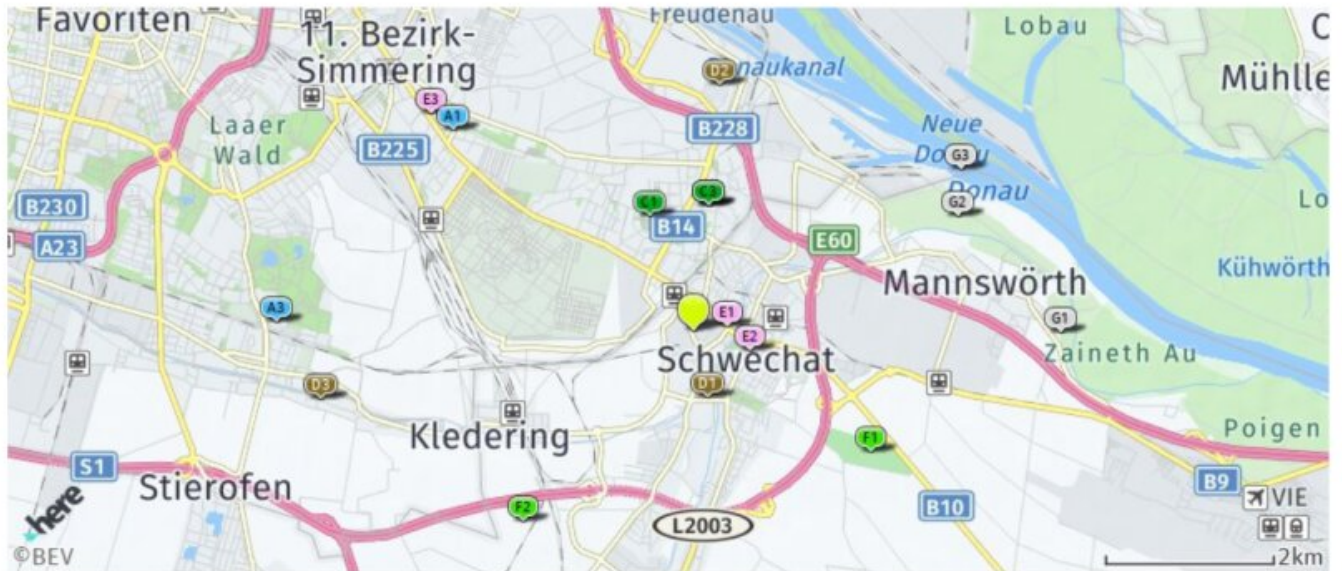 Favoriten
11. Bezirk-
Simmering
Freudenau
Lobau
D2
naukanal
E3
A1
Laaer
Wald
B225
B228
Neue
Donau
G3
Donau
G2
C1
C3
B14
B230
A23
E60
Mannswörth
Kühwörth
A3
E1
E2
G1
Schwechat
Zaineth Au
D3
D1
Kledering
F1
Poigen
S1
Stierofen
F2
B9
VIE
B10
L2003
here
©BEV
2km